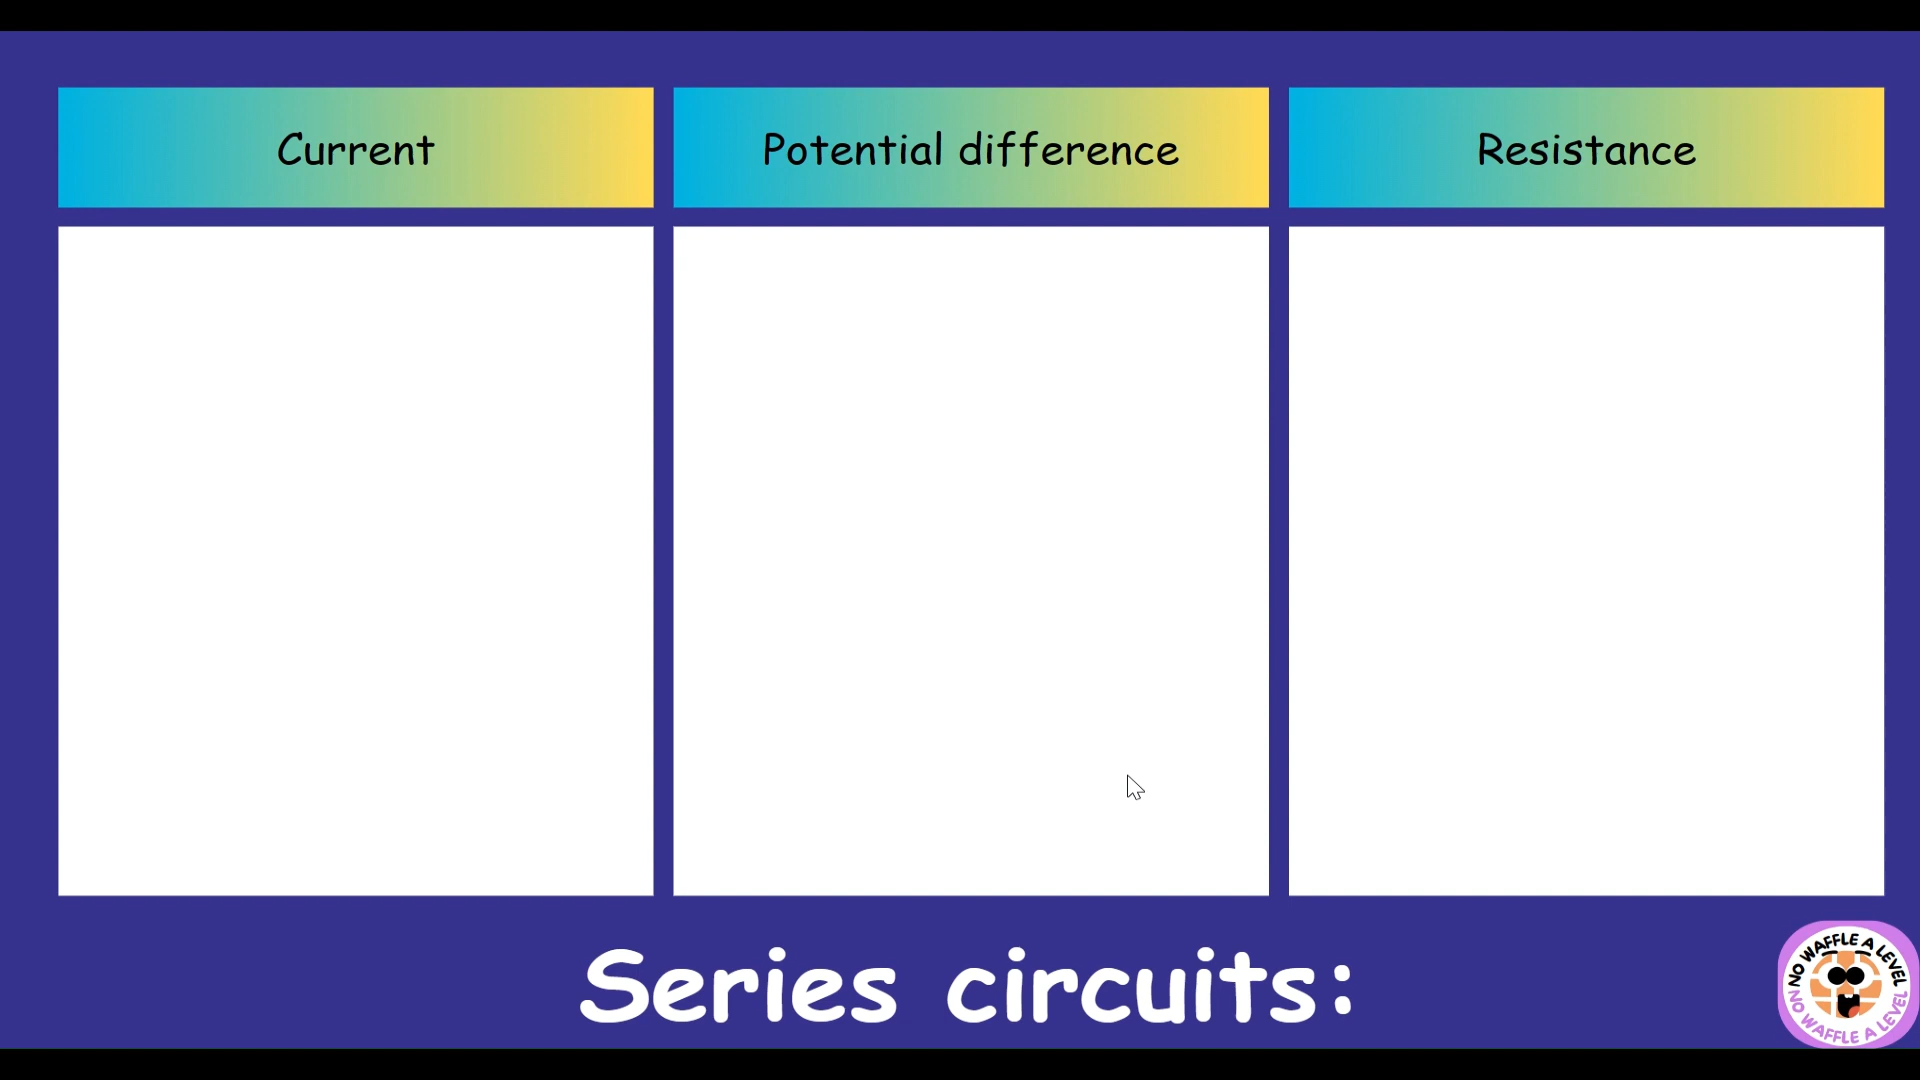 Current
Potential difference
Resistance
Series circuits:
NO WAFFLE A LEVEL
NO WAFFLE A LEVEL